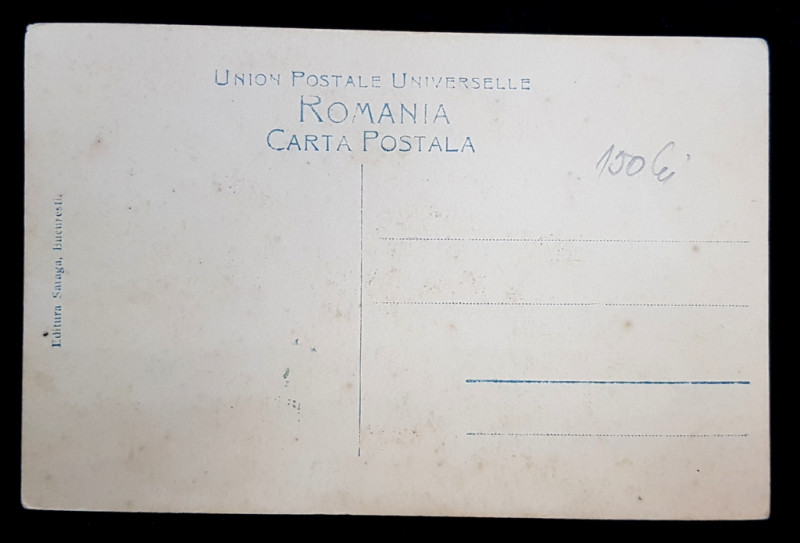 UNION POSTALE UNIVERSELLE
ROMANIA
CARTA POSTALA
150 lei
Editura Saraga, Bucuresti.